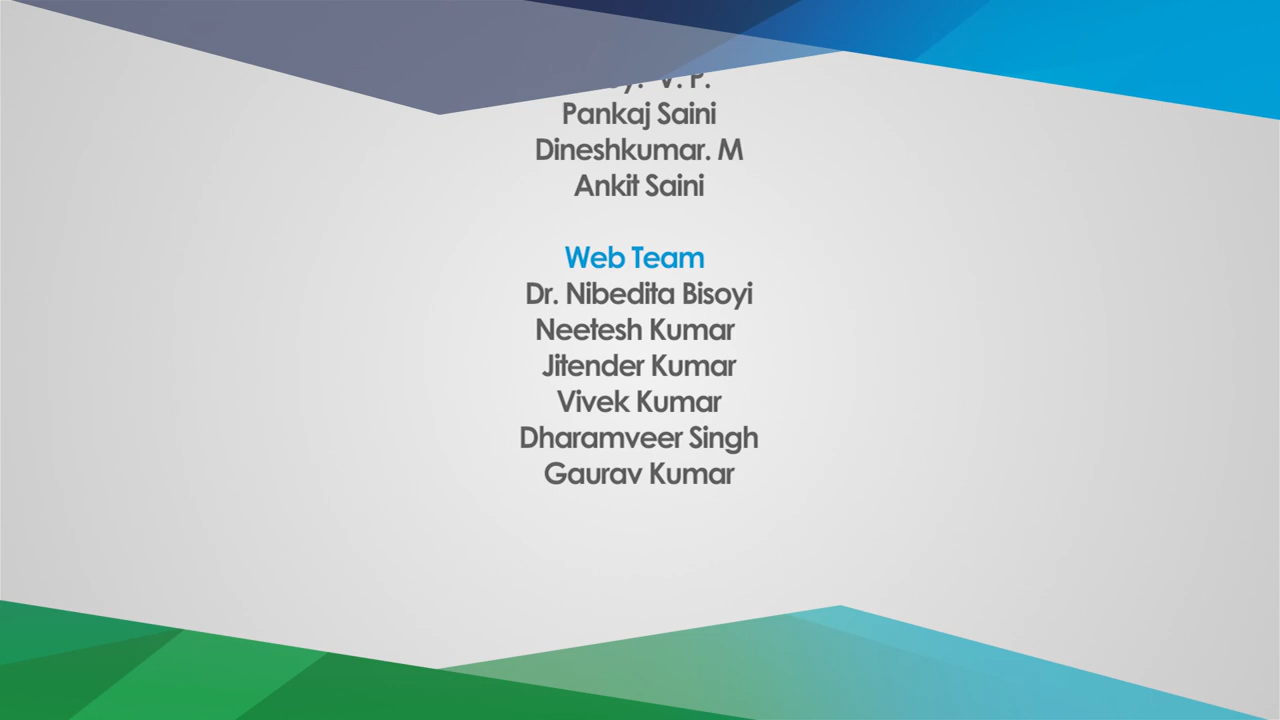 V. P.
Pankaj Saini
Dineshkumar. M
Ankit Saini
Web Team
Dr. Nibedita Bisoyi
Neetesh Kumar
Jitender Kumar
Vivek Kumar
Dharamveer Singh
Gaurav Kumar